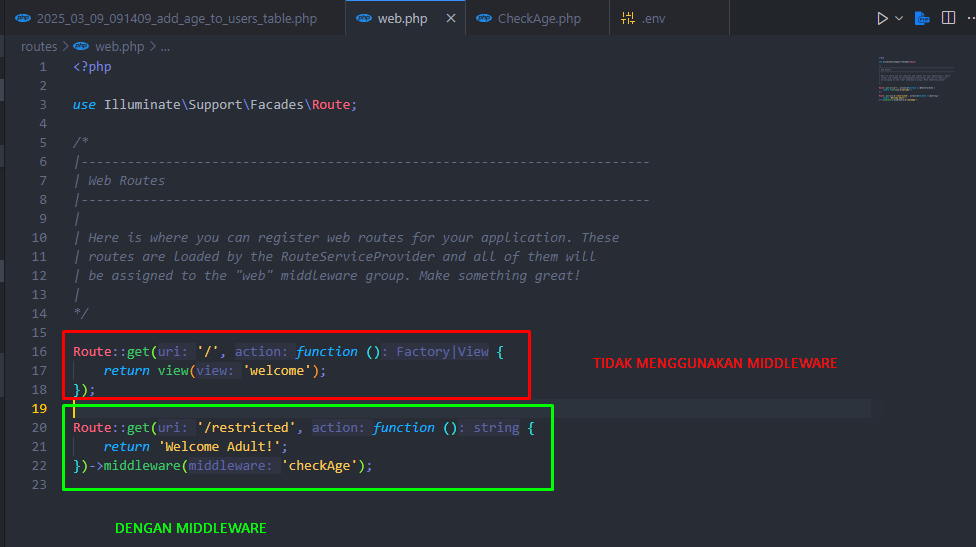 2025_03_09_091409_add_age_to_users_table.php
web.php
CheckAge.php
.env
routes > web.php > ...
1 <?php
2
3 use Illuminate\Support\Facades\Route;
4
5 /*
6 |--------------------------------------------------------------------------
7 | Web Routes
8 |--------------------------------------------------------------------------
9 |
10 | Here is where you can register web routes for your application. These
11 | routes are loaded by the RouteServiceProvider and all of them will
12 | be assigned to the "web" middleware group. Make something great!
13 |
14 */
15
16 Route::get(uri: '/', action: function (): Factory|View {
17 return view(view: 'welcome');
18 });
19
20 Route::get(uri: '/restricted', action: function (): string {
21 return 'Welcome Adult!';
22 })->middleware(middleware: 'checkAge');
23
TIDAK MENGGUNAKAN MIDDLEWARE
DENGAN MIDDLEWARE